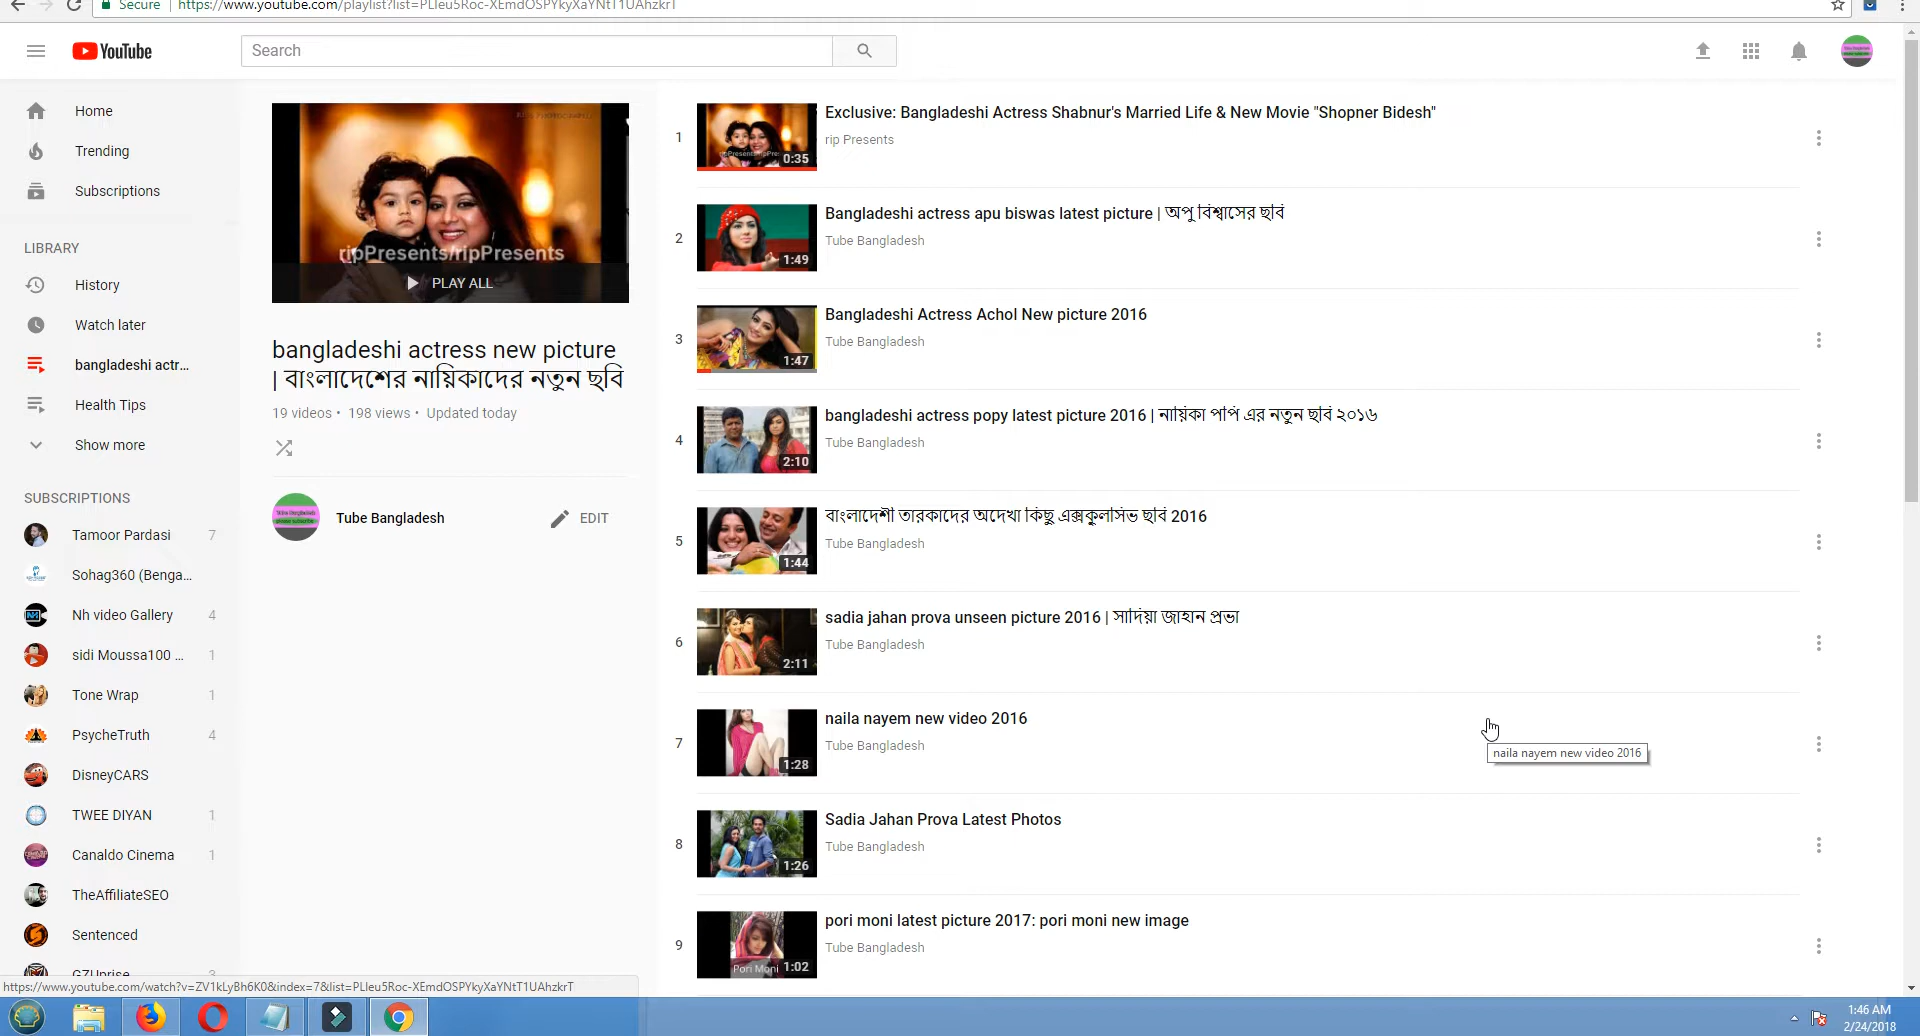 Secure
https://www.youtube.com/playlist?list=PLIeu5Roc-XEmdOSPYkyXaYNtT1UAhzkrT
YouTube
Search
Home
Trending
Subscriptions
LIBRARY
History
Watch later
bangladeshi actr...
Health Tips
Show more
SUBSCRIPTIONS
Tamoor Pardasi 7
Sohag360 (Benga...
Nh video Gallery 4
sidi Moussa100 ... 1
Tone Wrap 1
PsycheTruth 4
DisneyCARS
TWEE DIYAN 1
Canaldo Cinema 1
TheAffiliateSEO
Sentenced
GZUprise 3
ripPresents/ripPresents
PLAY ALL
bangladeshi actress new picture
| বাংলাদেশের নায়িকাদের নতুন ছবি
19 videos • 198 views • Updated today
Tube Bangladesh
EDIT
1
0:35
Exclusive: Bangladeshi Actress Shabnur's Married Life & New Movie "Shopner Bidesh"
rip Presents
2
1:49
Bangladeshi actress apu biswas latest picture | অপু বিশ্বাসের ছবি
Tube Bangladesh
3
1:47
Bangladeshi Actress Achol New picture 2016
Tube Bangladesh
4
2:10
bangladeshi actress popy latest picture 2016 | নায়িকা পপি এর নতুন ছবি ২০১৬
Tube Bangladesh
5
1:44
বাংলাদেশী তারকাদের অদেখা কিছু এক্সক্লুসিভ ছবি 2016
Tube Bangladesh
6
2:11
sadia jahan prova unseen picture 2016 | সাদিয়া জাহান প্রভা
Tube Bangladesh
7
1:28
naila nayem new video 2016
Tube Bangladesh
naila nayem new video 2016
8
1:26
Sadia Jahan Prova Latest Photos
Tube Bangladesh
9
Pori Moni 1:02
pori moni latest picture 2017: pori moni new image
Tube Bangladesh
https://www.youtube.com/watch?v=ZV1kLyBh6K0&index=7&list=PLIeu5Roc-XEmdOSPYkyXaYNtT1UAhzkrT
1:46 AM
2/24/2018